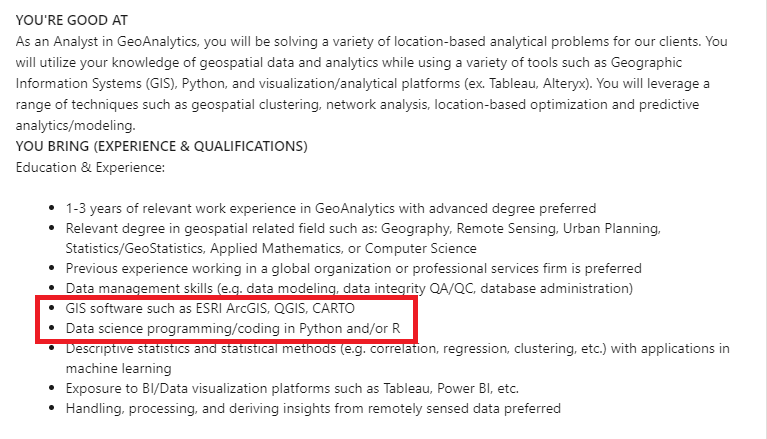 YOU'RE GOOD AT
As an Analyst in GeoAnalytics, you will be solving a variety of location-based analytical problems for our clients. You
will utilize your knowledge of geospatial data and analytics while using a variety of tools such as Geographic
Information Systems (GIS), Python, and visualization/analytical platforms (ex. Tableau, Alteryx). You will leverage a
range of techniques such as geospatial clustering, network analysis, location-based optimization and predictive
analytics/modeling.
YOU BRING (EXPERIENCE & QUALIFICATIONS)
Education & Experience:
• 1-3 years of relevant work experience in GeoAnalytics with advanced degree preferred
• Relevant degree in geospatial related field such as: Geography, Remote Sensing, Urban Planning,
Statistics/GeoStatistics, Applied Mathematics, or Computer Science
• Previous experience working in a global organization or professional services firm is preferred
• Data management skills (e.g. data modeling, data integrity QA/QC, database administration)
• GIS software such as ESRI ArcGIS, QGIS, CARTO
• Data science programming/coding in Python and/or R
• Descriptive statistics and statistical methods (e.g. correlation, regression, clustering, etc.) with applications in
machine learning
• Exposure to BI/Data visualization platforms such as Tableau, Power BI, etc.
• Handling, processing, and deriving insights from remotely sensed data preferred